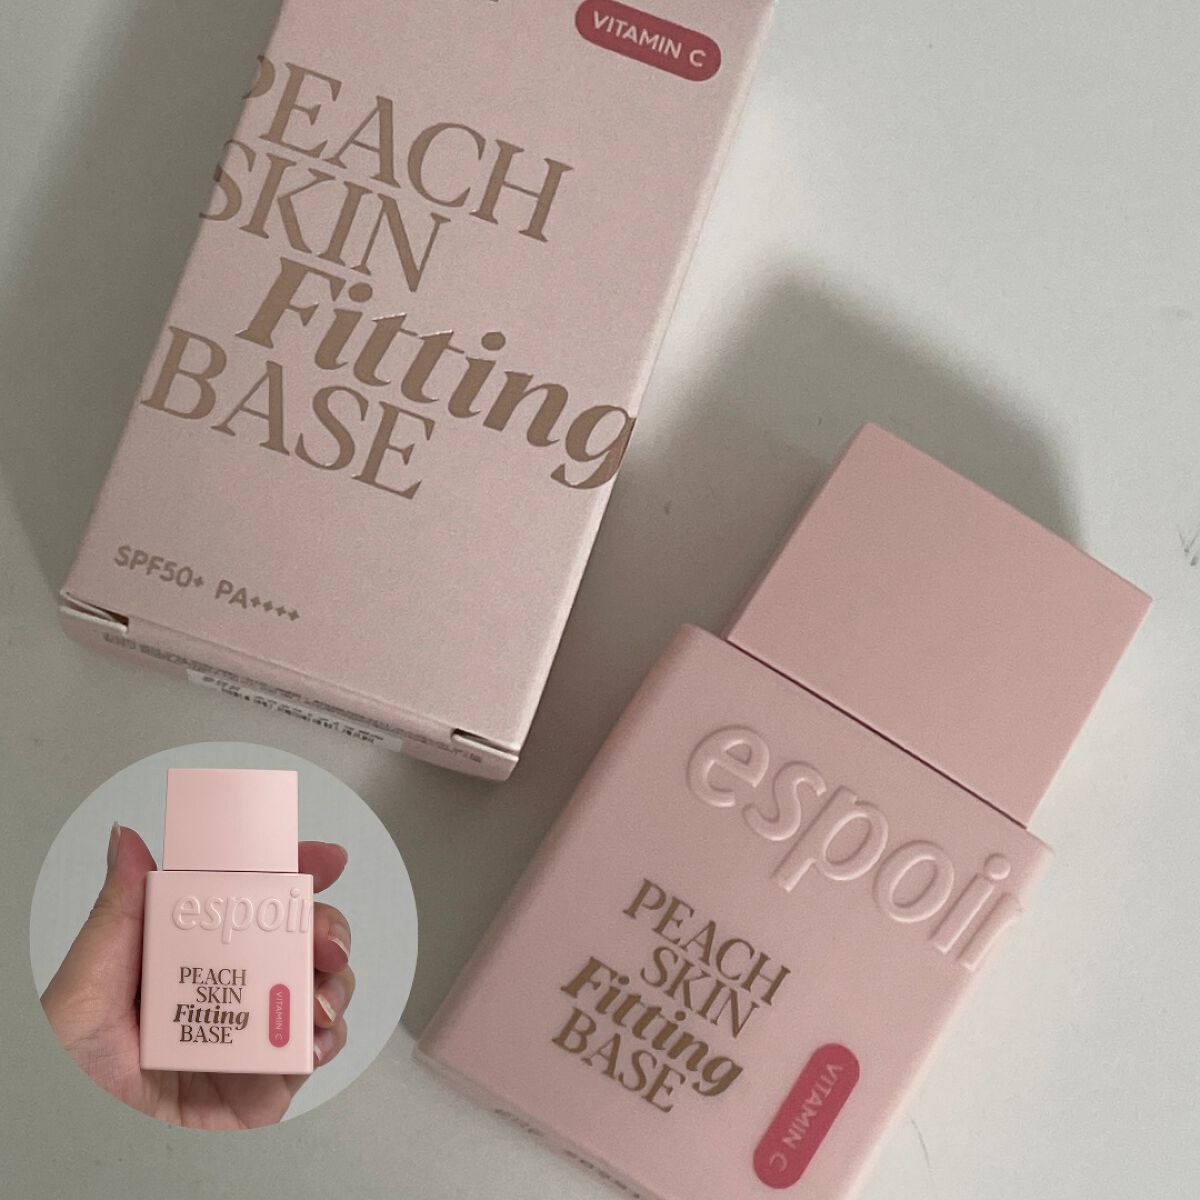 VITAMIN C
PEACH
SKIN
Fitting
BASE
SPF50+ PA++++
espoir
PEACH
SKIN
Fitting
BASE
VITAMIN C
espoir
PEACH
SKIN
Fitting
BASE
VITAMIN C